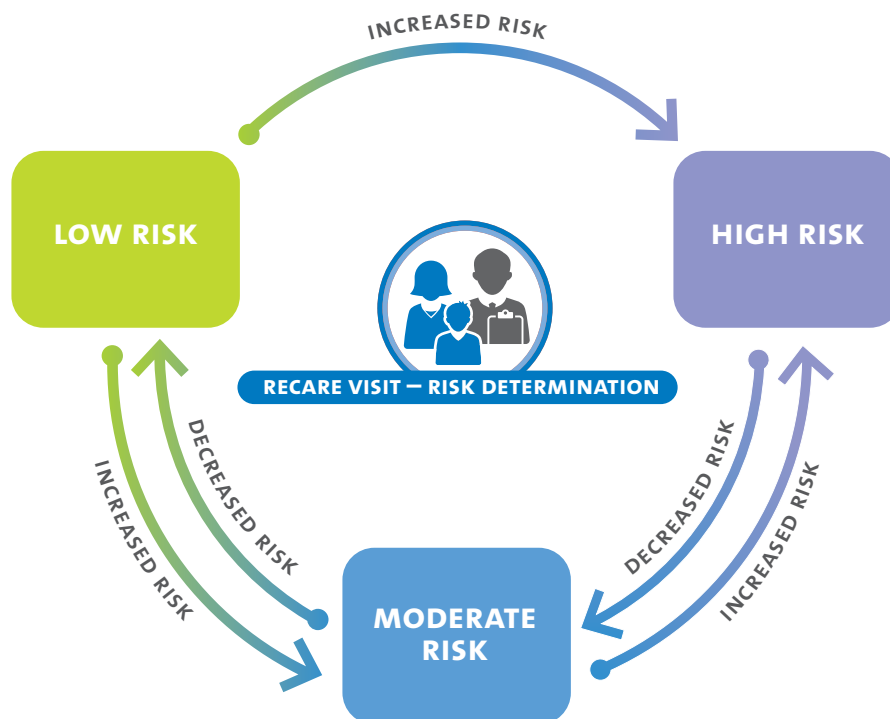 INCREASED RISK
LOW RISK
HIGH RISK
RECARE VISIT – RISK DETERMINATION
INCREASED RISK
DECREASED RISK
DECREASED RISK
INCREASED RISK
MODERATE
RISK